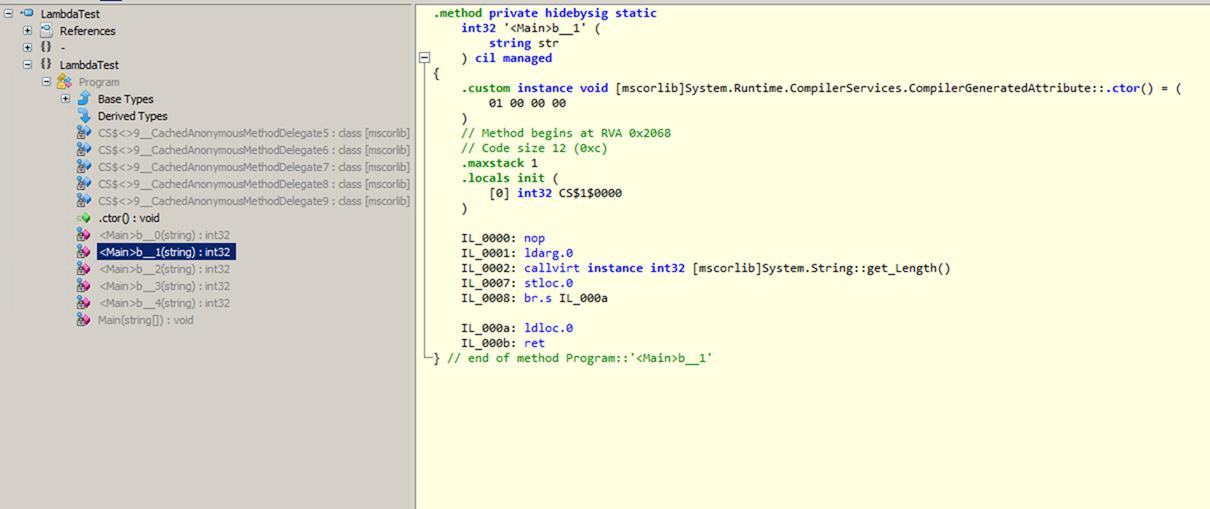 LambdaTest
References
{} -
{} LambdaTest
Program
Base Types
Derived Types
CS$<>9__CachedAnonymousMethodDelegate5 : class [mscorlib]
CS$<>9__CachedAnonymousMethodDelegate6 : class [mscorlib]
CS$<>9__CachedAnonymousMethodDelegate7 : class [mscorlib]
CS$<>9__CachedAnonymousMethodDelegate8 : class [mscorlib]
CS$<>9__CachedAnonymousMethodDelegate9 : class [mscorlib]
.ctor() : void
<Main>b__0(string) : int32
<Main>b__1(string) : int32
<Main>b__2(string) : int32
<Main>b__3(string) : int32
<Main>b__4(string) : int32
Main(string[]) : void
.method private hidebysig static
int32 '<Main>b__1' (
string str
) cil managed
{
.custom instance void [mscorlib]System.Runtime.CompilerServices.CompilerGeneratedAttribute::.ctor() = (
01 00 00 00
)
// Method begins at RVA 0x2068
// Code size 12 (0xc)
.maxstack 1
.locals init (
[0] int32 CS$1$0000
)
IL_0000: nop
IL_0001: ldarg.0
IL_0002: callvirt instance int32 [mscorlib]System.String::get_Length()
IL_0007: stloc.0
IL_0008: br.s IL_000a
IL_000a: ldloc.0
IL_000b: ret
} // end of method Program::'<Main>b__1'